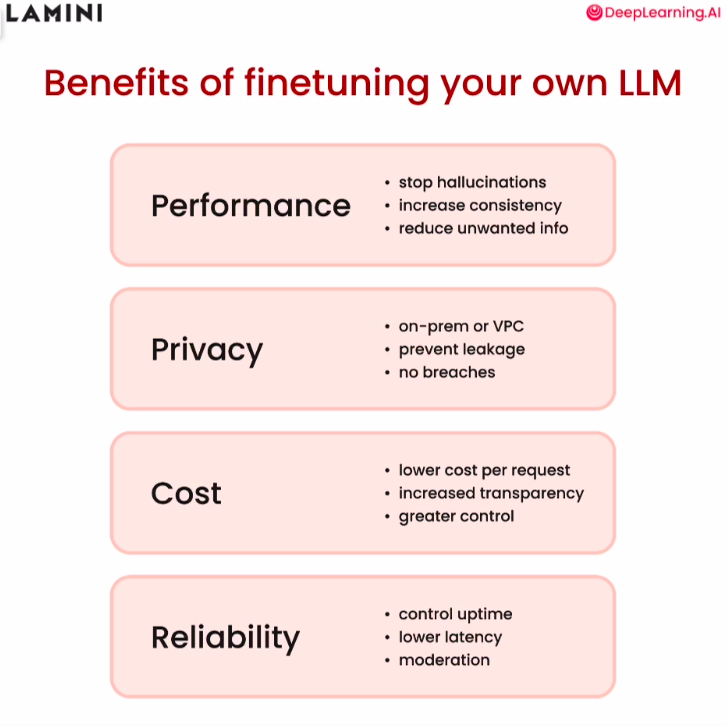 LAMINI
DeepLearning.AI
Benefits of finetuning your own LLM
Performance
• stop hallucinations
• increase consistency
• reduce unwanted info
Privacy
• on-prem or VPC
• prevent leakage
• no breaches
Cost
• lower cost per request
• increased transparency
• greater control
Reliability
• control uptime
• lower latency
• moderation